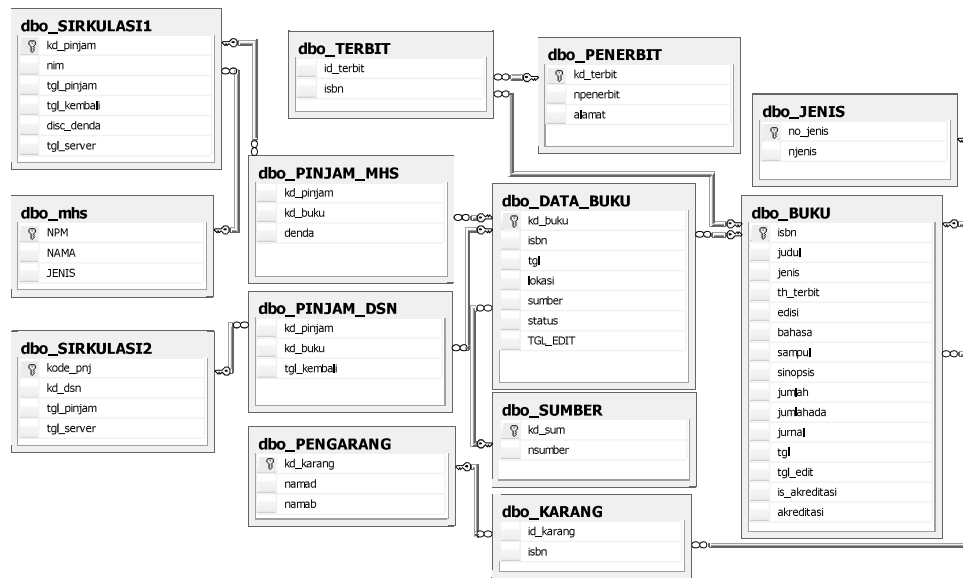 dbo_SIRKULASI1
kd_pinjam
nim
tgl_pinjam
tgl_kembali
disc_denda
tgl_server
dbo_TERBIT
id_terbit
isbn
dbo_PENERBIT
kd_terbit
npenerbit
alamat
dbo_JENIS
no_jenis
njenis
dbo_PINJAM_MHS
kd_pinjam
kd_buku
denda
dbo_mhs
NPM
NAMA
JENIS
dbo_DATA_BUKU
kd_buku
isbn
tgl
lokasi
sumber
status
TGL_EDIT
dbo_BUKU
isbn
judul
jenis
th_terbit
edisi
bahasa
sampul
sinopsis
jumlah
jumlahada
jurnal
tgl
tgl_edit
is_akreditasi
akreditasi
dbo_PINJAM_DSN
kd_pinjam
kd_buku
tgl_kembali
dbo_SIRKULASI2
kode_pnj
kd_dsn
tgl_pinjam
tgl_server
dbo_SUMBER
kd_sum
nsumber
dbo_PENGARANG
kd_karang
namad
namab
dbo_KARANG
id_karang
isbn